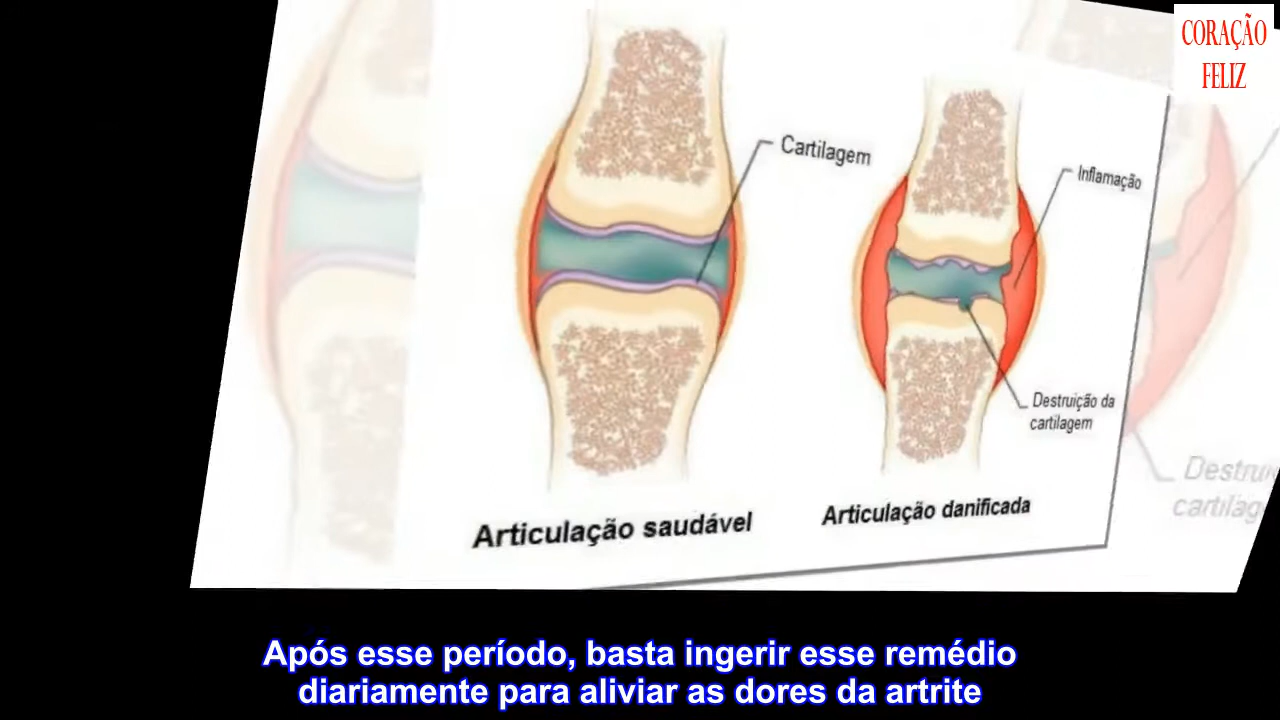 CORAÇÃO
FELIZ
Cartilagem
Inflamação
Destruição da
cartilagem
Articulação saudável
Articulação danificada
Após esse período, basta ingerir esse remédio
diariamente para aliviar as dores da artrite